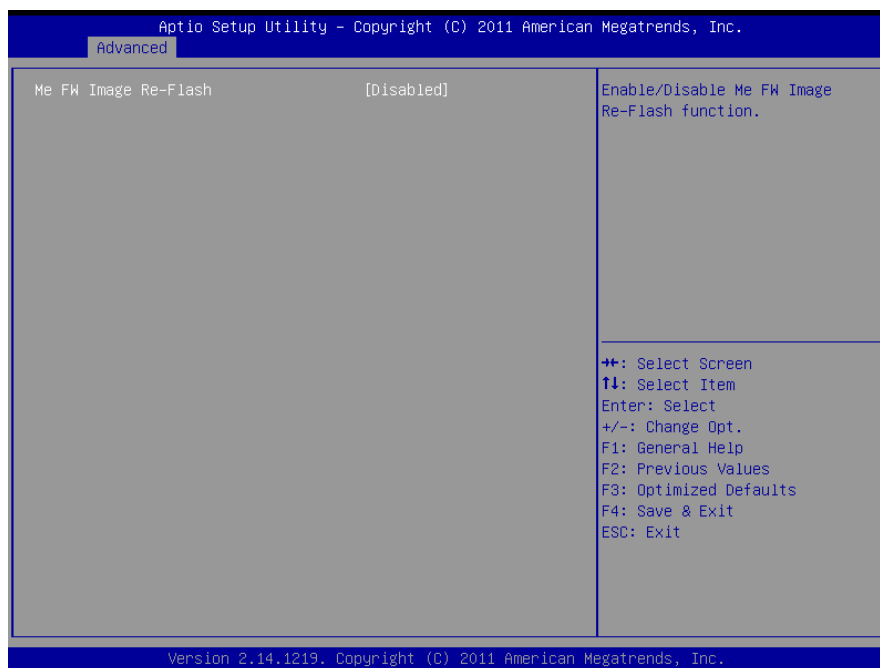 Aptio Setup Utility – Copyright (C) 2011 American Megatrends, Inc.
Advanced
Me FW Image Re-Flash [Disabled]
Enable/Disable Me FW Image
Re-Flash function.
→←: Select Screen
↑↓: Select Item
Enter: Select
+/-: Change Opt.
F1: General Help
F2: Previous Values
F3: Optimized Defaults
F4: Save & Exit
ESC: Exit
Version 2.14.1219. Copyright (C) 2011 American Megatrends, Inc.